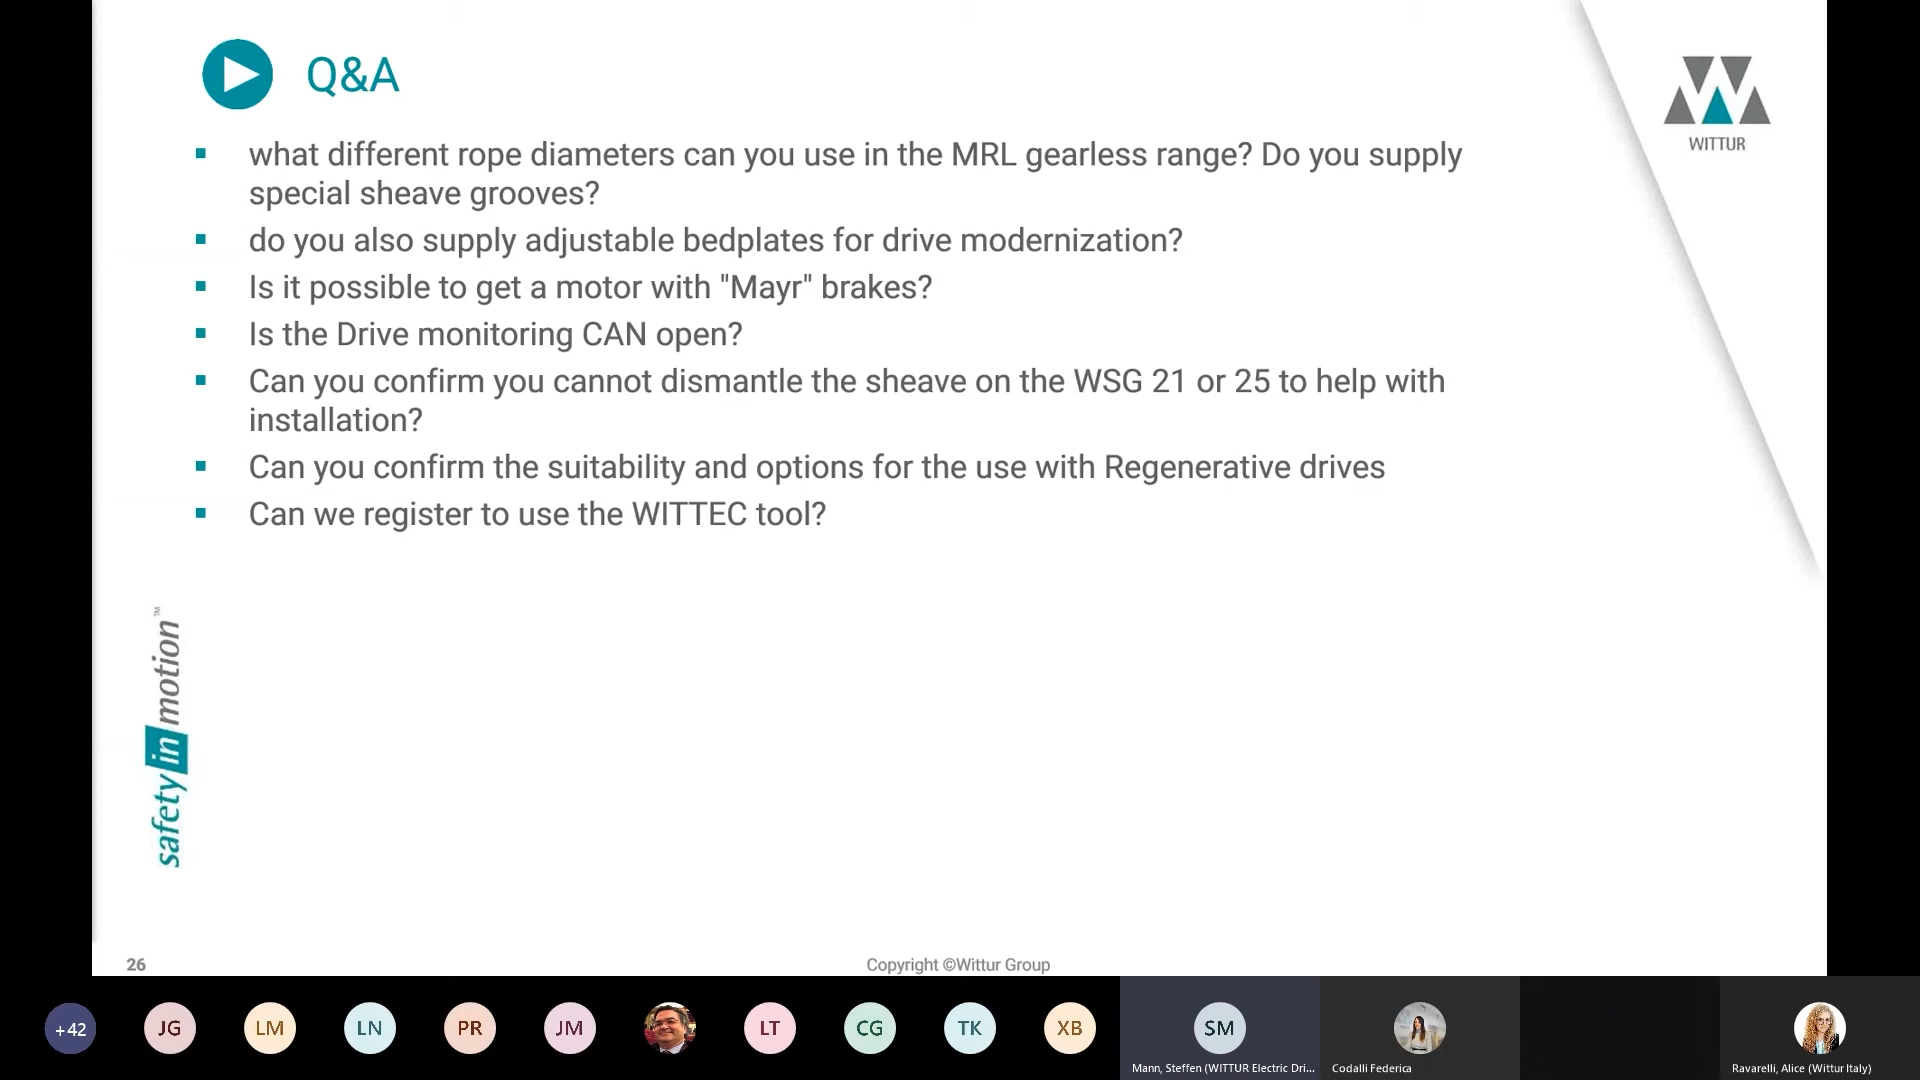 Q&A
WITTUR
what different rope diameters can you use in the MRL gearless range? Do you supply
special sheave grooves?
do you also supply adjustable bedplates for drive modernization?
Is it possible to get a motor with "Mayr" brakes?
Is the Drive monitoring CAN open?
Can you confirm you cannot dismantle the sheave on the WSG 21 or 25 to help with
installation?
Can you confirm the suitability and options for the use with Regenerative drives
Can we register to use the WITTEC tool?
safety in motion™
26
Copyright ©Wittur Group
+42
JG
LM
LN
PR
JM
LT
CG
TK
XB
SM
Mann, Steffen (WITTUR Electric Dri...
Codalli Federica
Ravarelli, Alice (Wittur Italy)